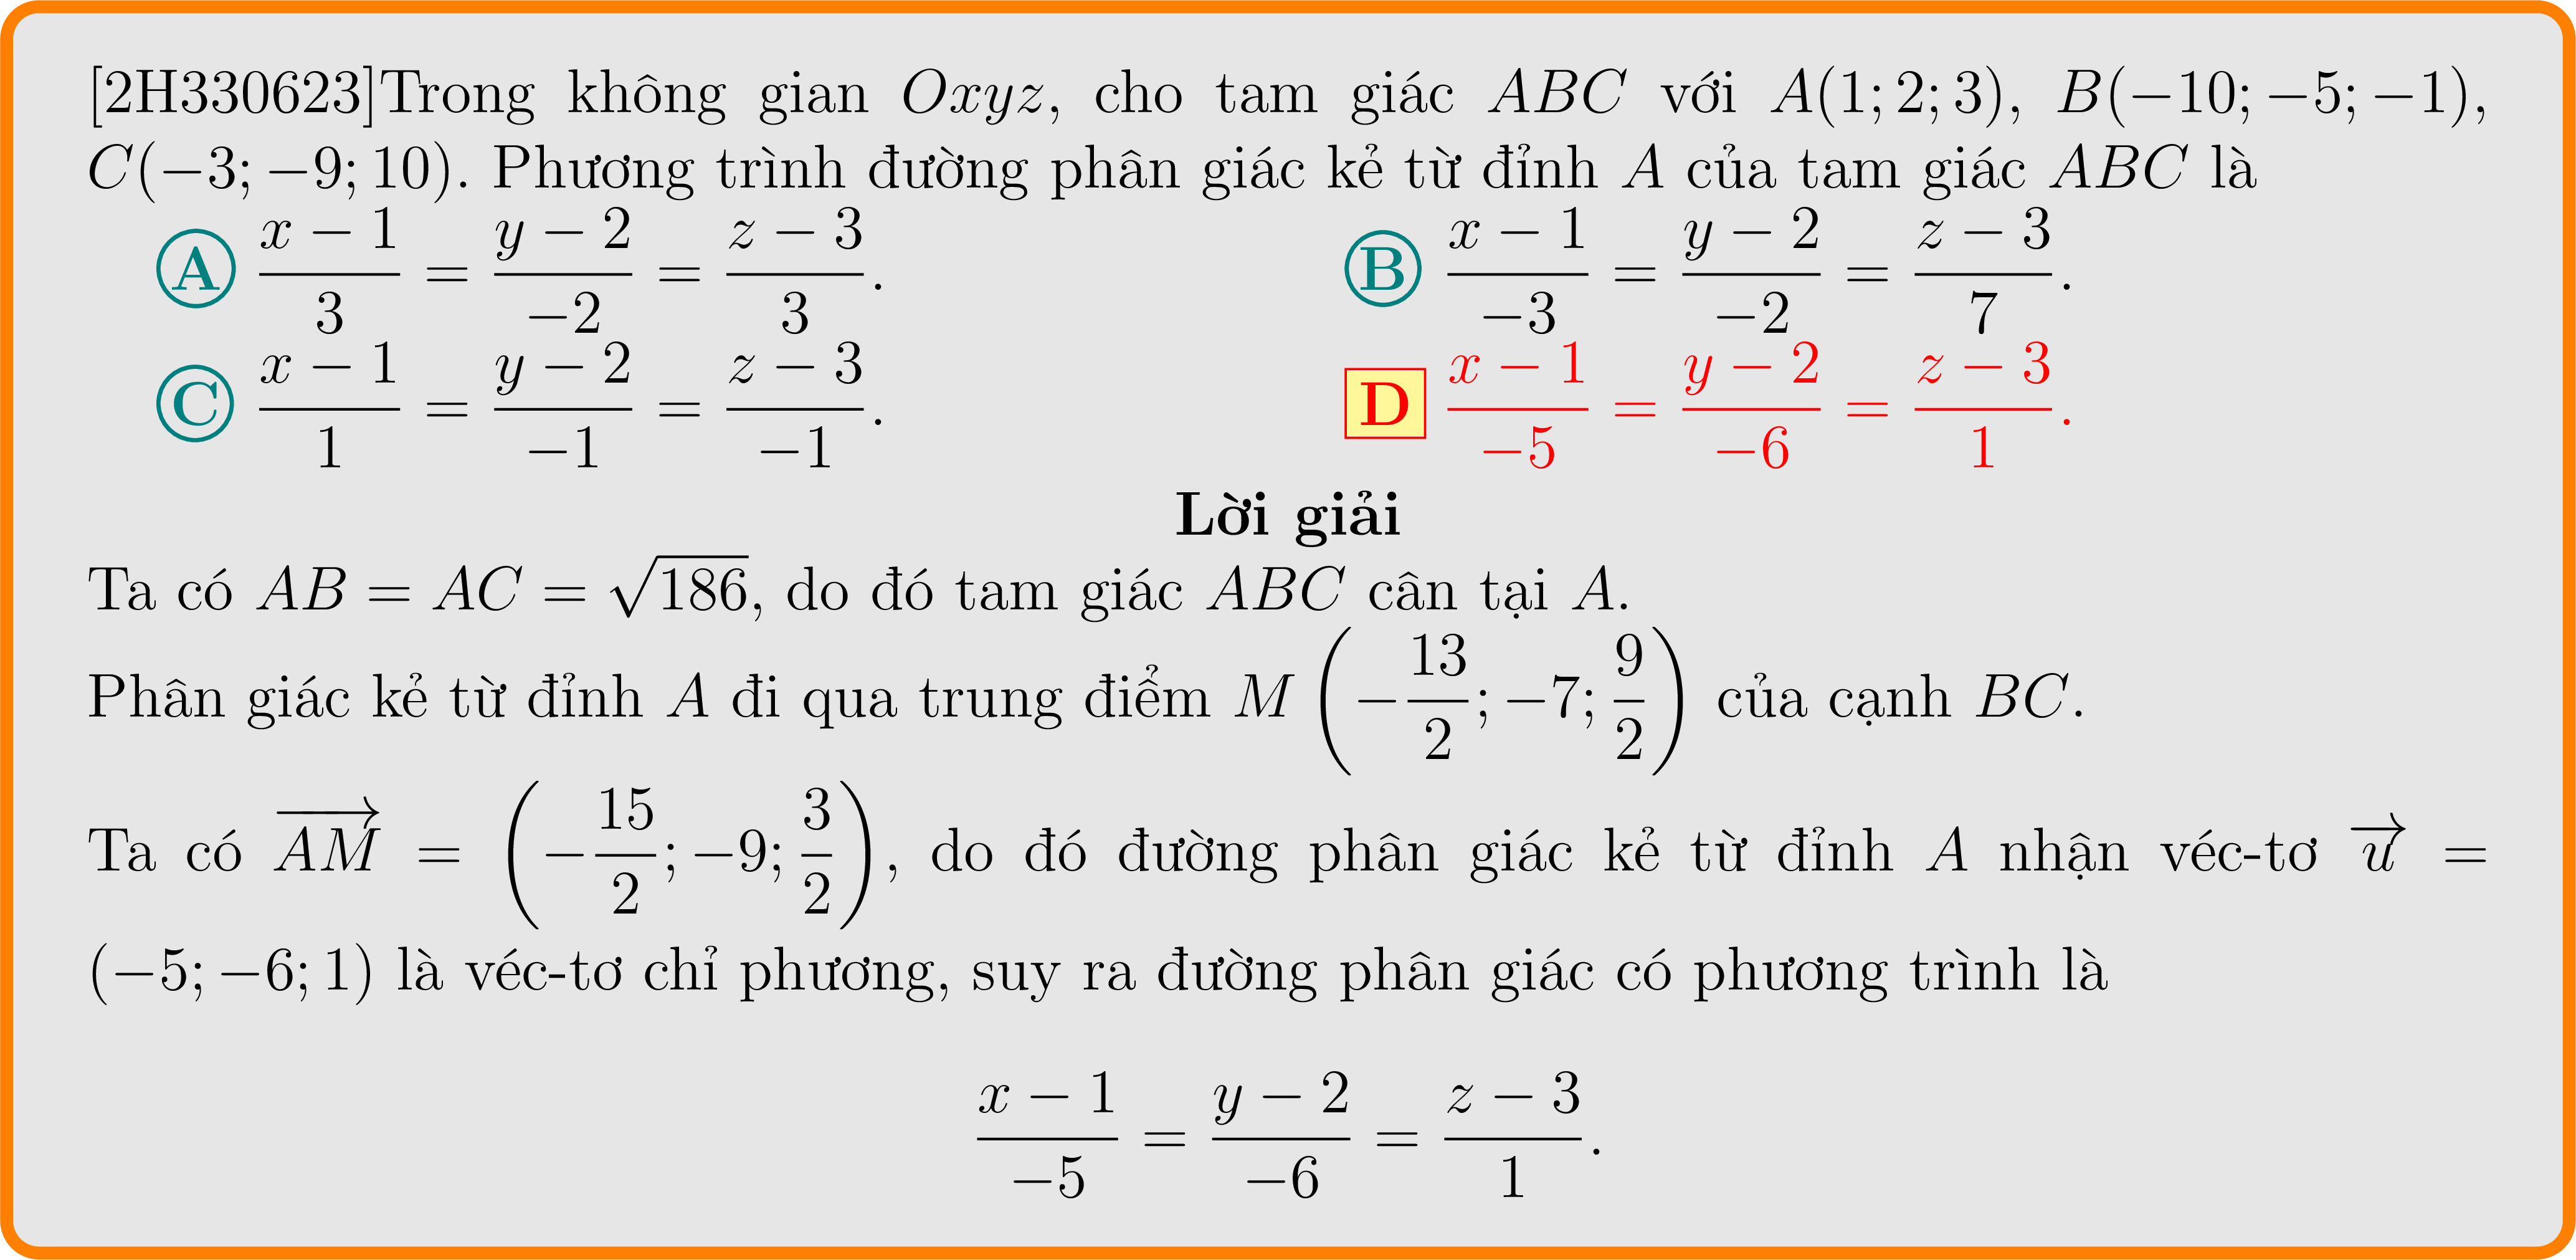 [2H330623]Trong không gian Oxyz, cho tam giác ABC với A(1; 2; 3), B(−10; −5; −1),
C(−3; −9; 10). Phương trình đường phân giác kẻ từ đỉnh A của tam giác ABC là
A $\frac{x-1}{3} = \frac{y-2}{-2} = \frac{z-3}{3}$. B $\frac{x-1}{-3} = \frac{y-2}{-2} = \frac{z-3}{7}$.
C $\frac{x-1}{1} = \frac{y-2}{-1} = \frac{z-3}{-1}$. D $\frac{x-1}{-5} = \frac{y-2}{-6} = \frac{z-3}{1}$.
Lời giải
Ta có $AB = AC = \sqrt{186}$, do đó tam giác ABC cân tại A.
Phân giác kẻ từ đỉnh A đi qua trung điểm $M\left(-\frac{13}{2}; -7; \frac{9}{2}\right)$ của cạnh BC.
Ta có $\overrightarrow{AM} = \left(-\frac{15}{2}; -9; \frac{3}{2}\right)$, do đó đường phân giác kẻ từ đỉnh A nhận véc-tơ $\overrightarrow{u} =$
(−5; −6; 1) là véc-tơ chỉ phương, suy ra đường phân giác có phương trình là
$\frac{x-1}{-5} = \frac{y-2}{-6} = \frac{z-3}{1}$.